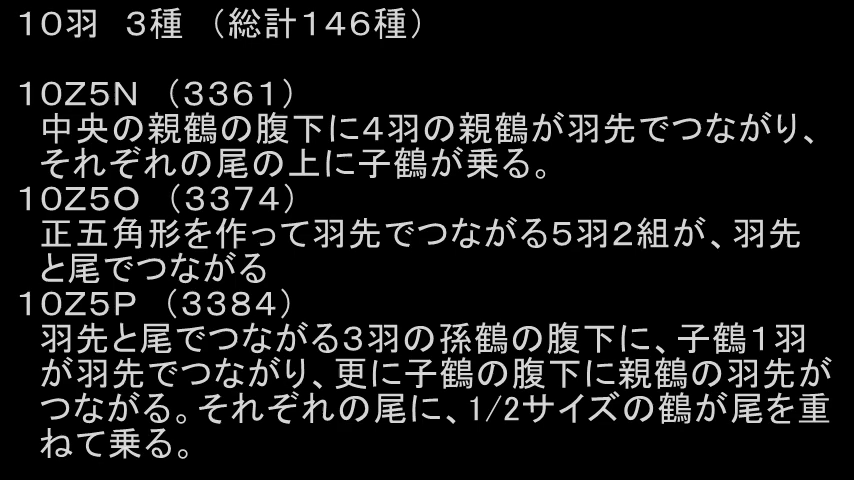 １０羽　３種　（総計１４６種）
１０Ｚ５Ｎ　（３３６１）
中央の親鶴の腹下に４羽の親鶴が羽先でつながり、
それぞれの尾の上に子鶴が乗る。
１０Ｚ５Ｏ　（３３７４）
正五角形を作って羽先でつながる５羽２組が、羽先
と尾でつながる
１０Ｚ５Ｐ　（３３８４）
羽先と尾でつながる３羽の孫鶴の腹下に、子鶴１羽
が羽先でつながり、更に子鶴の腹下に親鶴の羽先が
つながる。それぞれの尾に、1/2サイズの鶴が尾を重
ねて乗る。